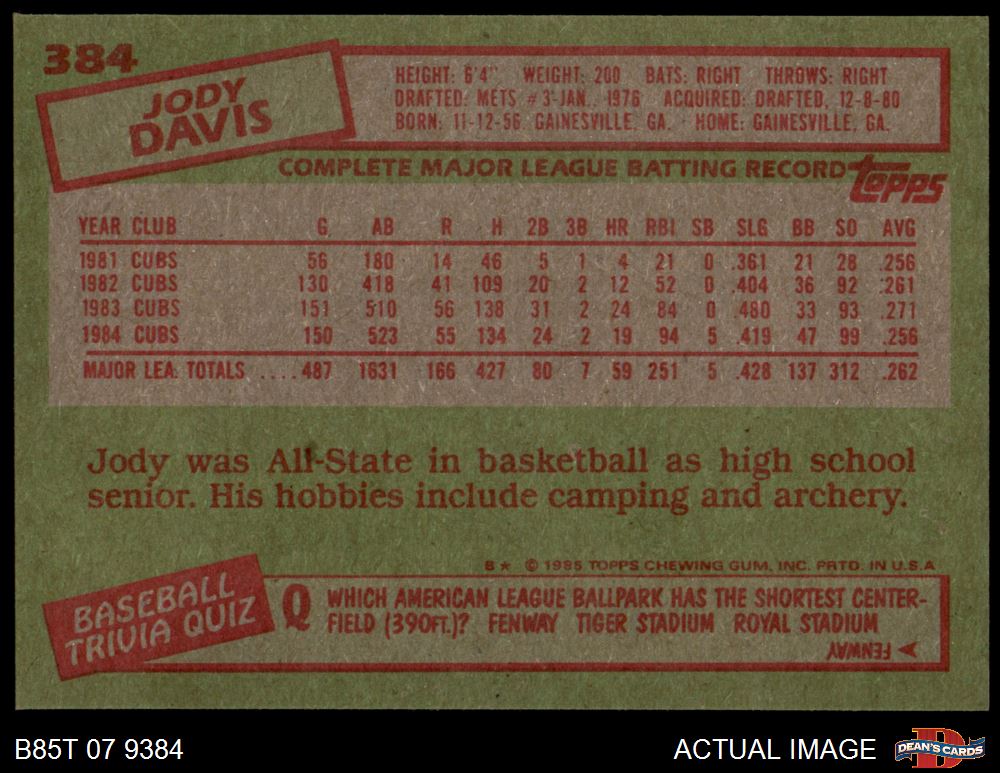 384
JODY
DAVIS
HEIGHT: 6'4" WEIGHT: 200 BATS: RIGHT THROWS: RIGHT
DRAFTED: METS #3-JAN., 1976 ACQUIRED: DRAFTED, 12-8-80
BORN: 11-12-56, GAINESVILLE, GA. HOME: GAINESVILLE, GA.
COMPLETE MAJOR LEAGUE BATTING RECORD topps
YEAR CLUB G AB R H 2B 3B HR RBI SB SLG BB SO AVG
1981 CUBS 56 180 14 46 5 1 4 21 0 .361 21 28 .256
1982 CUBS 130 418 41 109 20 2 12 52 0 .404 36 92 .261
1983 CUBS 151 510 56 138 31 2 24 84 0 .480 33 93 .271
1984 CUBS 150 523 55 134 24 2 19 94 5 .419 47 99 .256
MAJOR LEA. TOTALS ....487 1631 166 427 80 7 59 251 5 .428 137 312 .262
Jody was All-State in basketball as high school
senior. His hobbies include camping and archery.
B* © 1985 TOPPS CHEWING GUM, INC. PRTD. IN U.S.A
BASEBALL
TRIVIA QUIZ
Q WHICH AMERICAN LEAGUE BALLPARK HAS THE SHORTEST CENTER-
FIELD (390FT.)? FENWAY TIGER STADIUM ROYAL STADIUM
FENWAY
B85T 07 9384 ACTUAL IMAGE D DEAN'S CARDS